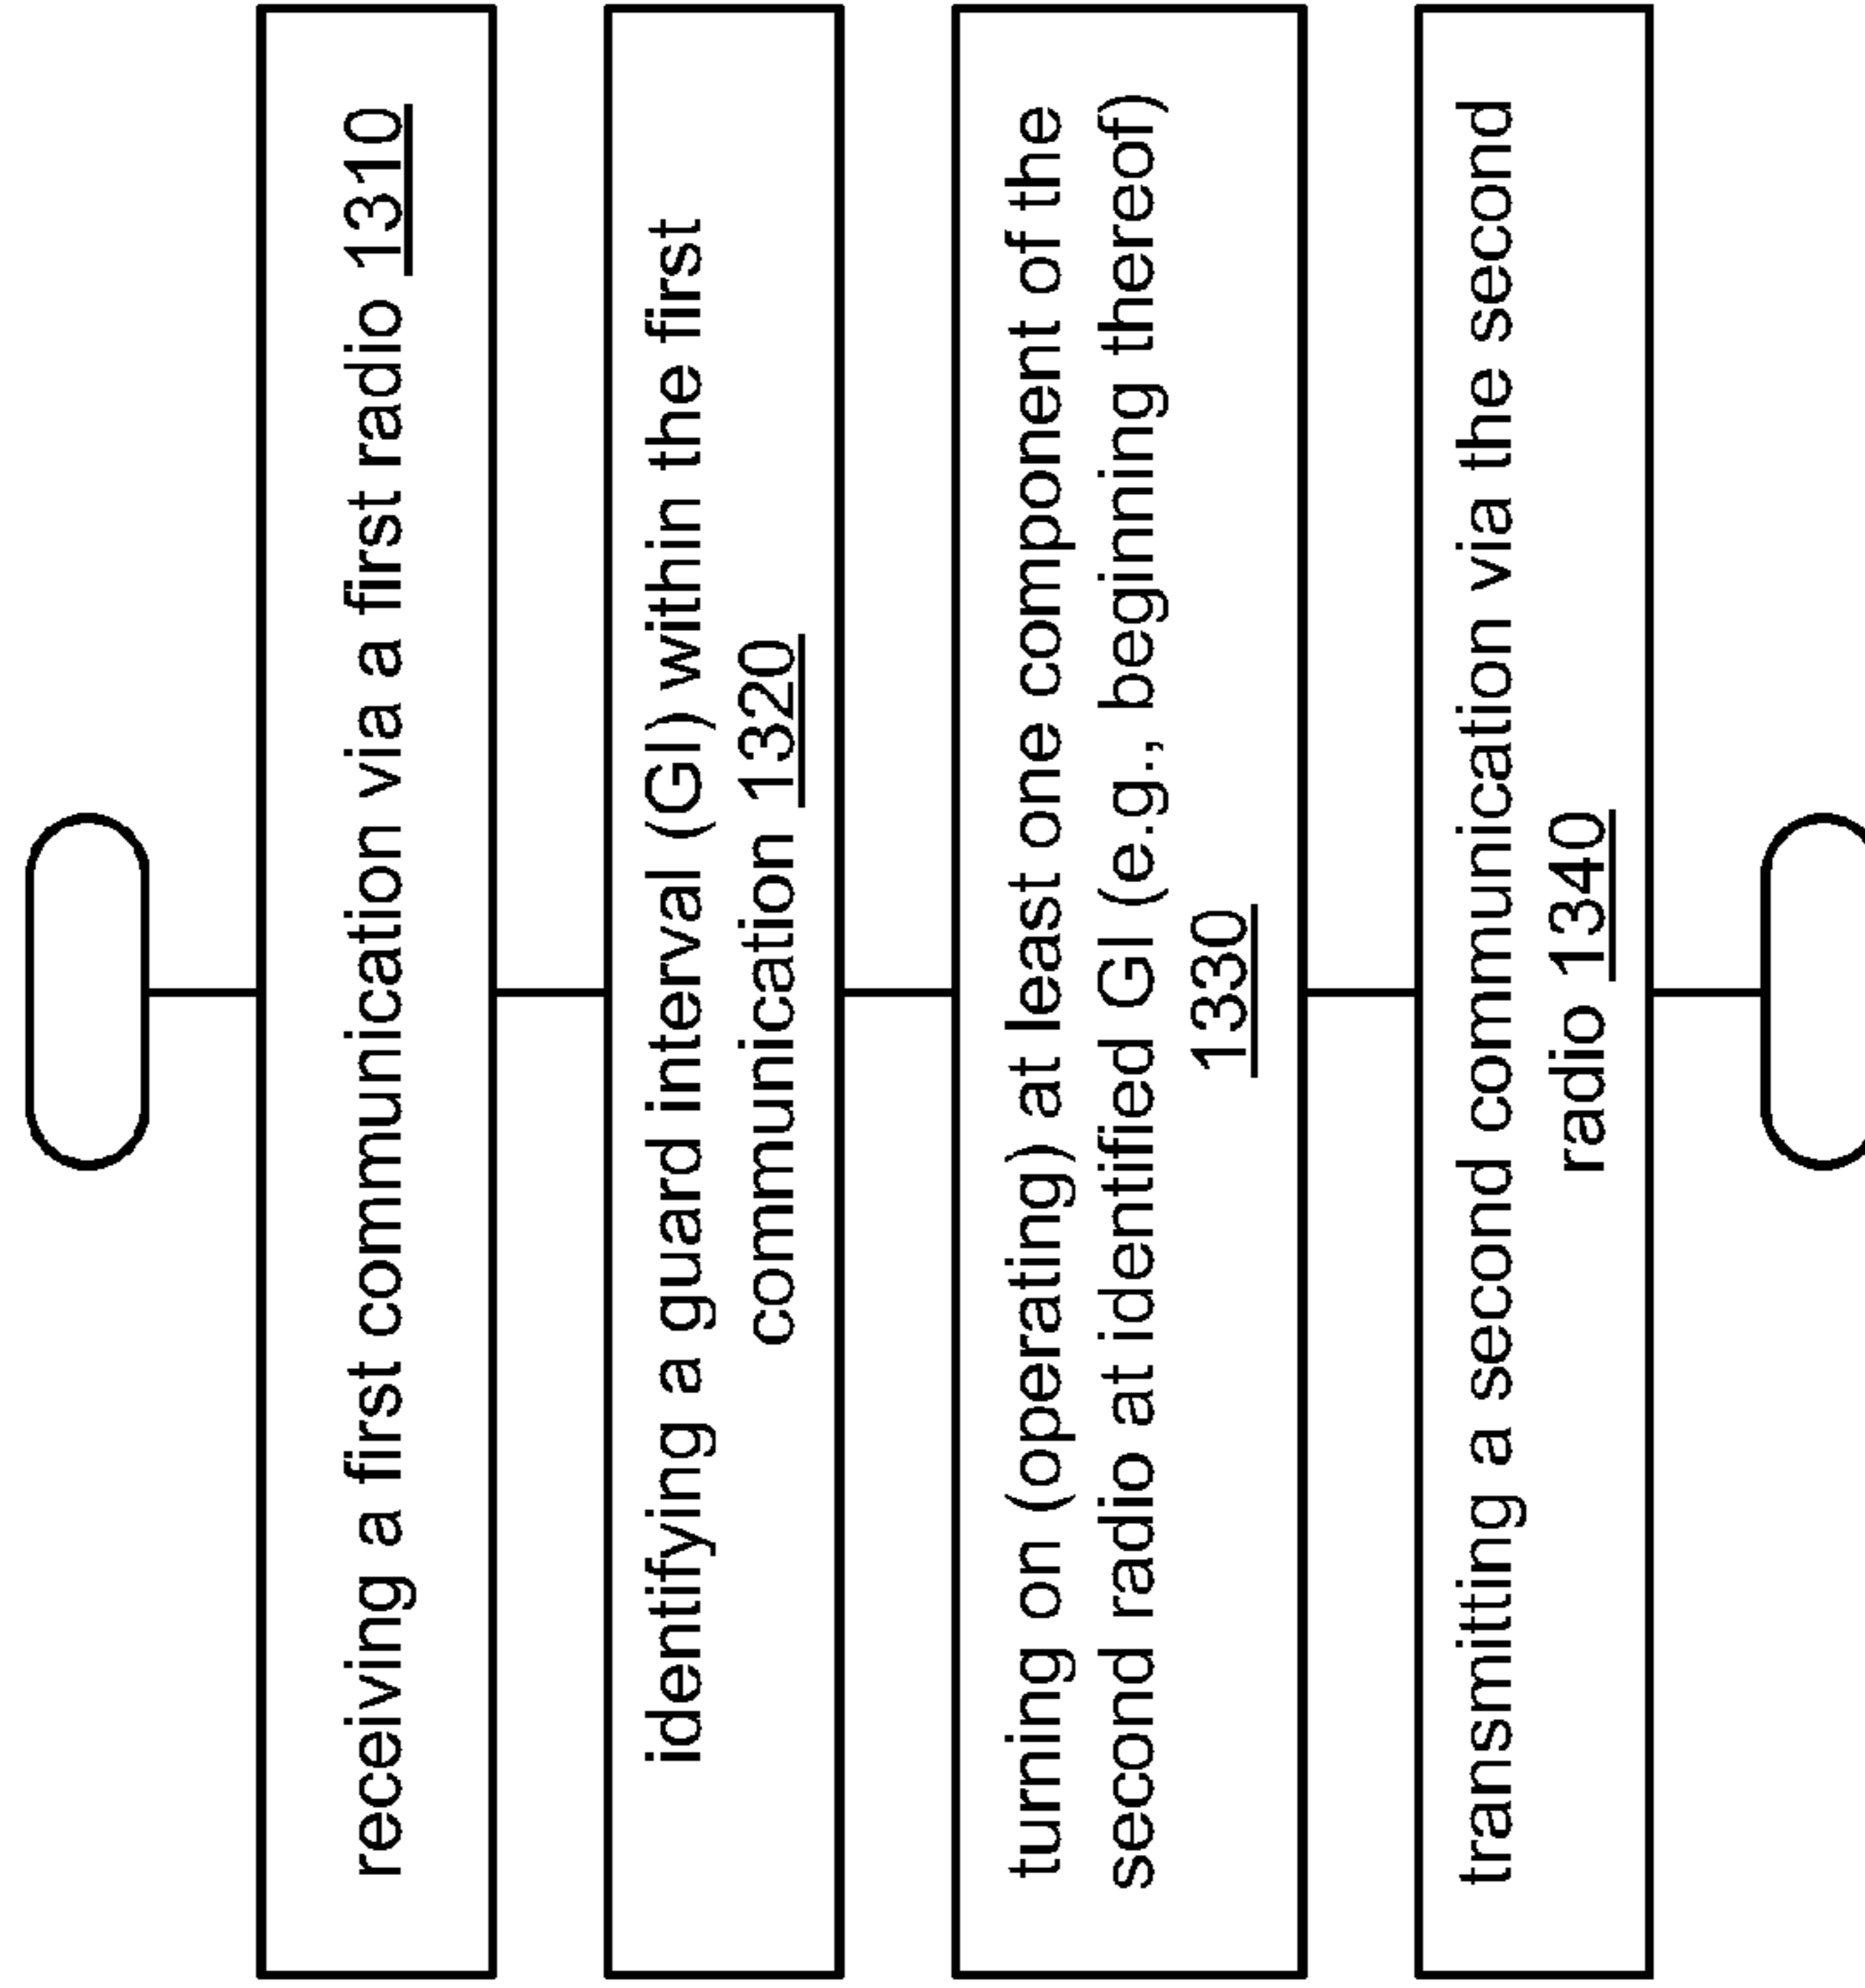 receiving a first communication via a first radio 1310
identifying a guard interval (GI) within the first
communication 1320
turning on (operating) at least one component of the
second radio at identified GI (e.g., beginning thereof)
1330
transmitting a second communication via the second
radio 1340